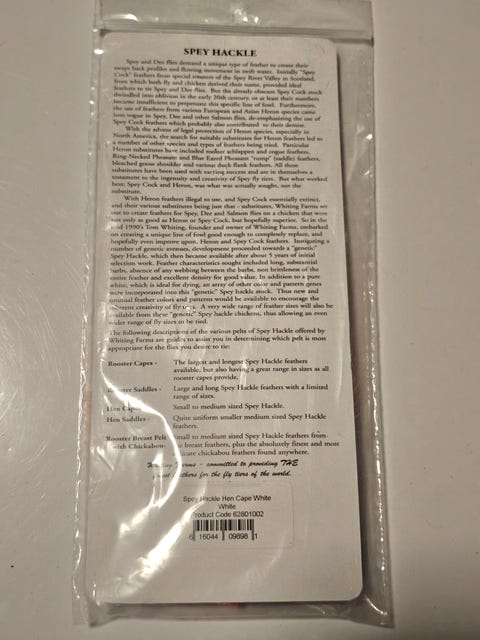 SPEY HACKLE
Spey and Dee flies demand a unique type of feather to create their
swept back profiles and flowing movement in swift water. Initially "Spey
Cock" feathers from special roosters of the Spey River Valley in Scotland,
from which both fly and chicken derived their name, provided ideal
feathers to tie Spey and Dee flies. But the already obscure Spey Cock stock
dwindled into oblivion in the early 20th century, or at least their numbers
became insufficient to perpetuate this specific line of fowl. Furthermore,
the use of feathers from various European and Asian Heron species came
into vogue in Spey, Dee and other Salmon flies, de-emphasizing the use of
Spey Cock feathers which probably also contributed to their demise.
With the advent of legal protection of Heron species, especially in
North America, the search for suitable substitutes for Heron feathers led to
a number of other species and types of feathers being tried. Particular
Heron substitutes have included rooster schlappen and coque feathers,
Ring-Necked Pheasant and Blue Eared Pheasant "rump" (saddle) feathers,
bleached goose shoulder and various duck flank feathers. All these
substitutes have been used with varying success and are in themselves a
testament to the ingenuity and creativity of Spey fly tiers. But what worked
best; Spey Cock and Heron, was what was actually sought, not the
substitute.
With Heron feathers illegal to use, and Spey Cock essentially extinct,
and their various substitutes being just that - substitutes, Whiting Farms set
out to create feathers for Spey, Dee and Salmon flies on a chicken that were
not only as good as Heron or Spey Cock, but hopefully superior. So in the
mid 1990's Tom Whiting, founder and owner of Whiting Farms, embarked
on creating a unique line of fowl good enough to completely replace, and
hopefully even improve upon, Heron and Spey Cock feathers. Instigating a
number of genetic avenues, development proceeded towards a "genetic"
Spey Hackle, which then became available after about 5 years of initial
selection work. Feather characteristics sought included long, substantial
barbs, absence of any webbing between the barbs, non brittleness of the
entire feather and excellent density for good value. In addition to a pure
white, which is ideal for dying, an array of other color and pattern genes
were incorporated into this "genetic" Spey hackle stock. Thus new and
unusual feather colors and patterns would be available to encourage the
creativity of fly tiers. A very wide range of feather sizes will also be
available from these "genetic" Spey hackle chickens, thus allowing an even
wider range of fly sizes to be tied.
The following descriptions of the various pelts of Spey Hackle offered by
Whiting Farms are guides to assist you in determining which pelt is most
appropriate for the flies you desire to tie:
Rooster Capes - The largest and longest Spey Hackle feathers
available, but also having a great range in sizes as all
rooster capes provide.
Rooster Saddles - Large and long Spey Hackle feathers with a limited
range of sizes.
Hen Capes - Small to medium sized Spey Hackle.
Hen Saddles - Quite uniform smaller medium sized Spey Hackle
feathers.
Rooster Breast Pelt Small to medium sized Spey Hackle feathers from
with Chickabou- the breast feathers, plus the absolutely finest and most
delicate chickabou feathers found anywhere.
Whiting Farms - committed to providing THE
great feathers for the fly tiers of the world.
Spey Hackle Hen Cape White
White
Product Code 62801002
6 16044 09898 1